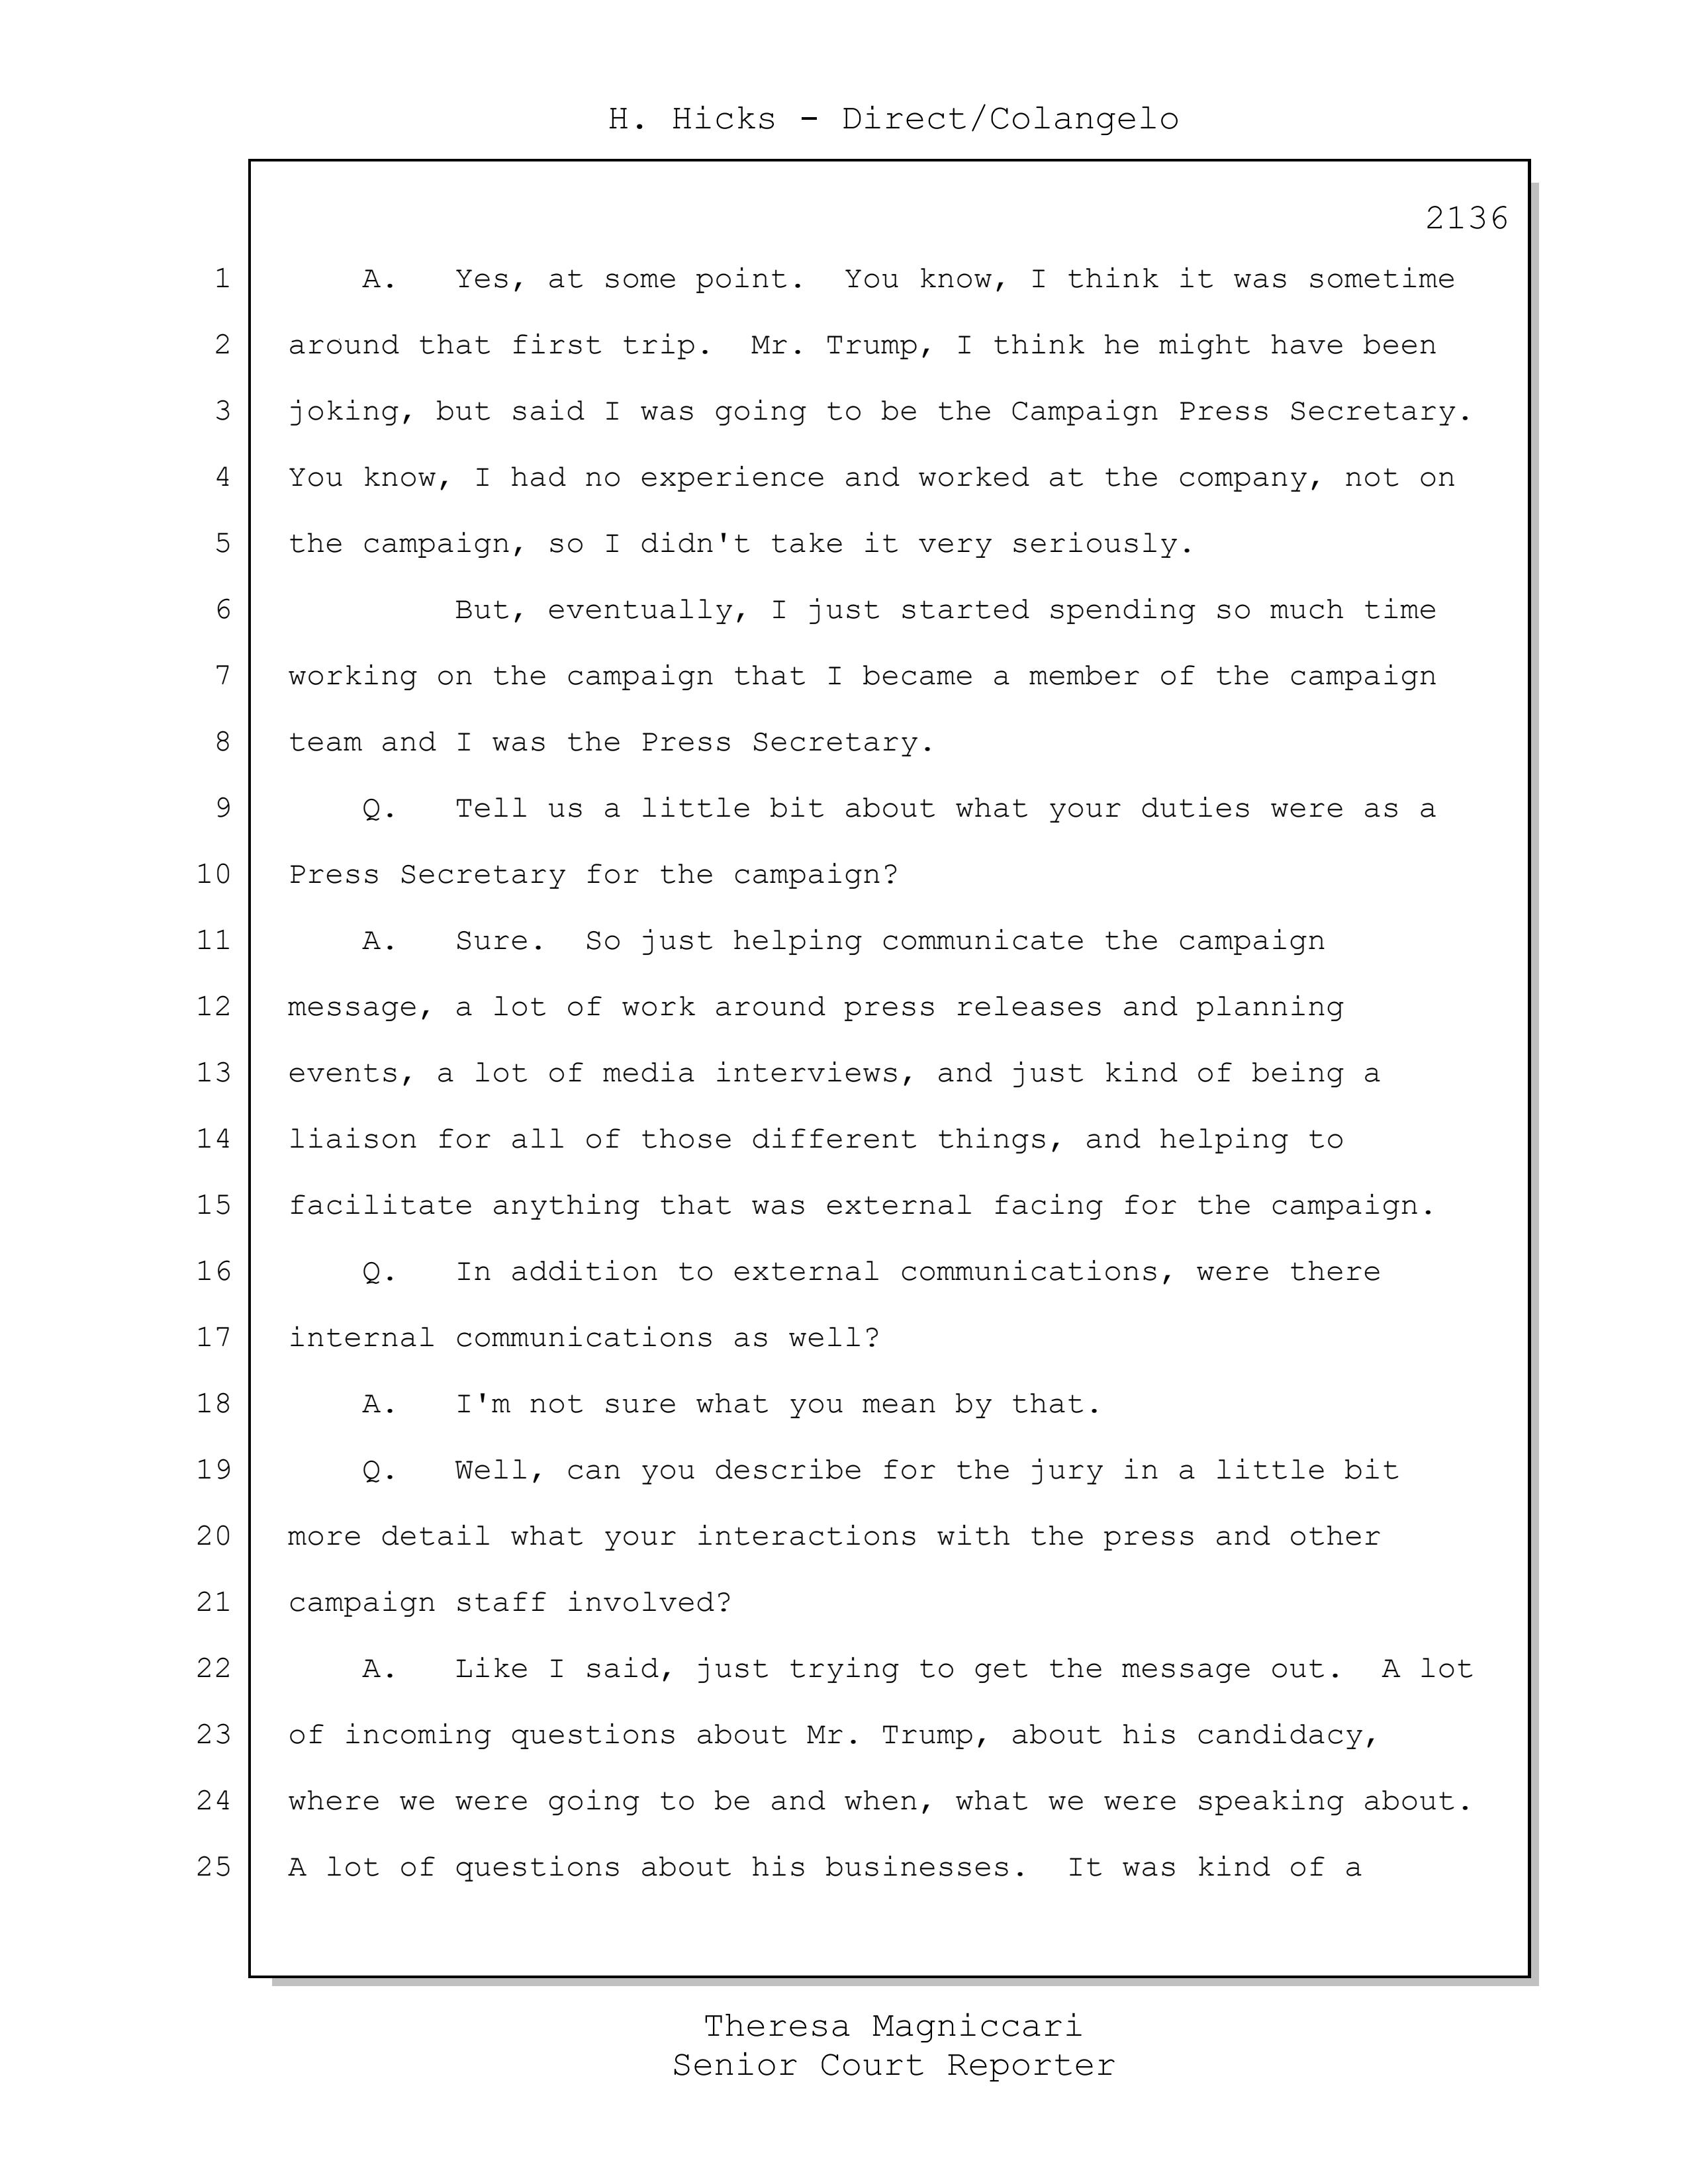 H. Hicks - Direct/Colangelo
2136
1 A. Yes, at some point. You know, I think it was sometime
2 around that first trip. Mr. Trump, I think he might have been
3 joking, but said I was going to be the Campaign Press Secretary.
4 You know, I had no experience and worked at the company, not on
5 the campaign, so I didn't take it very seriously.
6 But, eventually, I just started spending so much time
7 working on the campaign that I became a member of the campaign
8 team and I was the Press Secretary.
9 Q. Tell us a little bit about what your duties were as a
10 Press Secretary for the campaign?
11 A. Sure. So just helping communicate the campaign
12 message, a lot of work around press releases and planning
13 events, a lot of media interviews, and just kind of being a
14 liaison for all of those different things, and helping to
15 facilitate anything that was external facing for the campaign.
16 Q. In addition to external communications, were there
17 internal communications as well?
18 A. I'm not sure what you mean by that.
19 Q. Well, can you describe for the jury in a little bit
20 more detail what your interactions with the press and other
21 campaign staff involved?
22 A. Like I said, just trying to get the message out. A lot
23 of incoming questions about Mr. Trump, about his candidacy,
24 where we were going to be and when, what we were speaking about.
25 A lot of questions about his businesses. It was kind of a
Theresa Magniccari
Senior Court Reporter